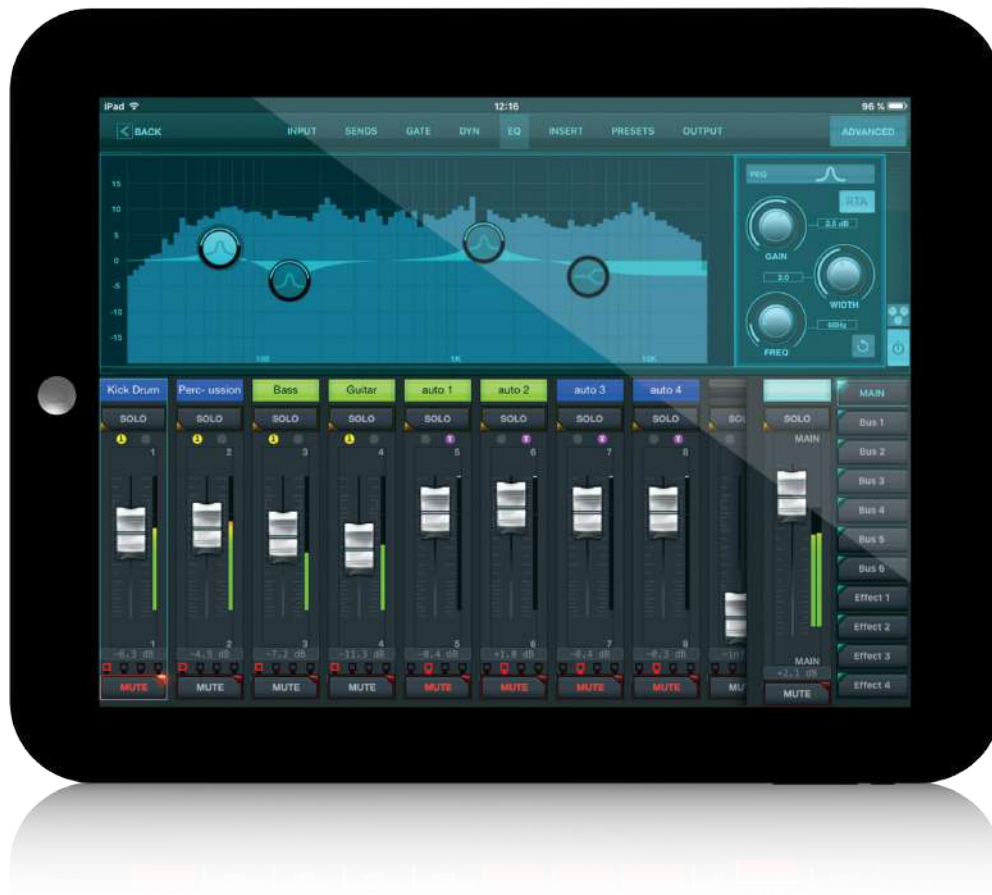 iPad 12:16 96 %
BACK INPUT SENDS GATE DYN EQ INSERT PRESETS OUTPUT ADVANCED
PEQ
15
RTA
10
2.5 dB
5
GAIN
0
2.0
-5
WIDTH
-10
60Hz
-15
FREQ
100 1K 10K
Kick Drum Perc- ussion Bass Guitar auto 1 auto 2 auto 3 auto 4 MAIN
SOLO SOLO SOLO SOLO SOLO SOLO SOLO SOLO SOL SOLO Bus 1
MAIN
1 2 3 4 5 6 7 8 Bus 2
Bus 3
Bus 4
Bus 5
Bus 6
Effect 1
Effect 2
1 2 3 4 5 6 7 8
-6.3 dB -4.9 dB -7.2 dB -11.3 dB -0.4 dB +1.0 dB -0.4 dB -0.3 dB -inf MAIN Effect 3
+2.1 dB
MUTE MUTE MUTE MUTE MUTE MUTE MUTE MUTE MU MUTE Effect 4